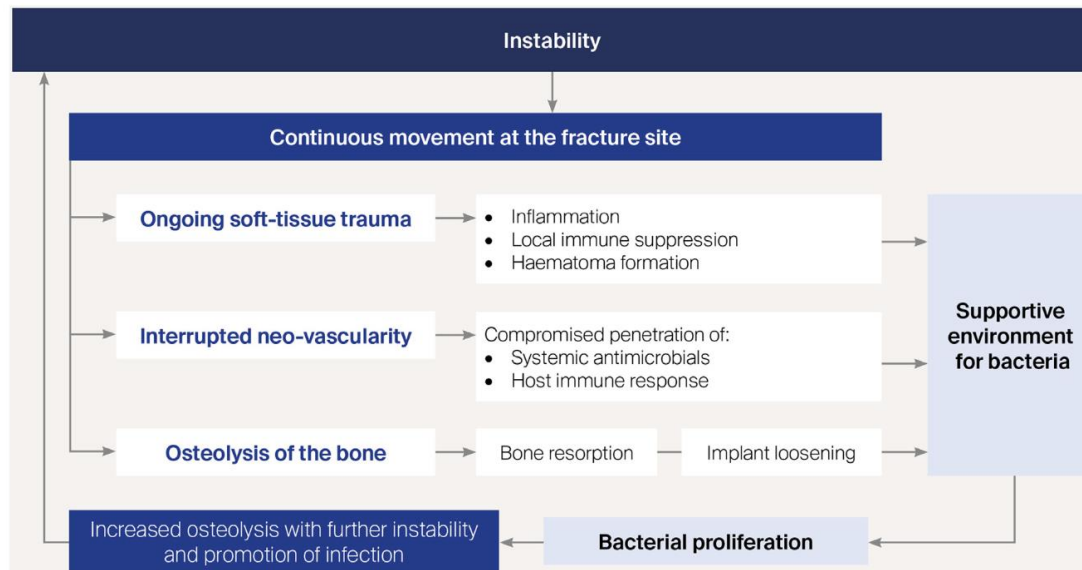 Instability
Continuous movement at the fracture site
Ongoing soft-tissue trauma
• Inflammation
• Local immune suppression
• Haematoma formation
Interrupted neo-vascularity
Compromised penetration of:
• Systemic antimicrobials
• Host immune response
Supportive
environment
for bacteria
Osteolysis of the bone
Bone resorption
Implant loosening
Increased osteolysis with further instability
and promotion of infection
Bacterial proliferation